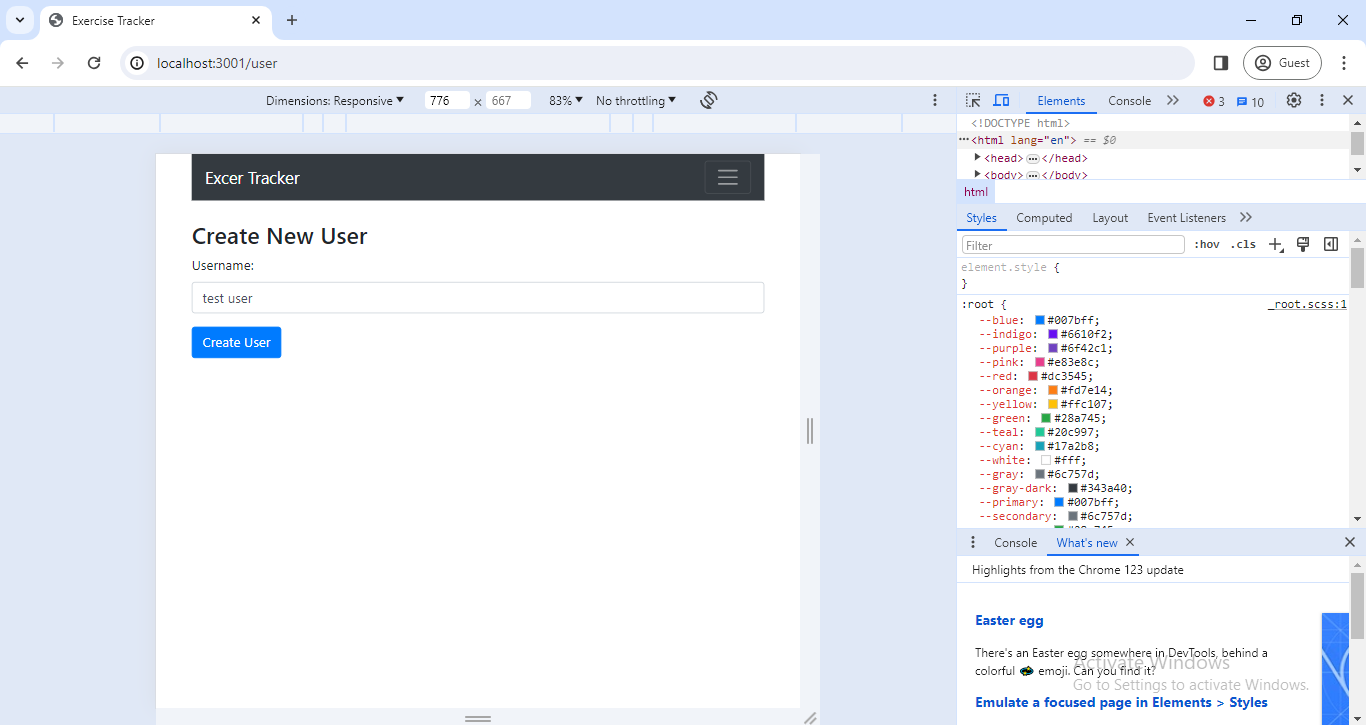 Exercise Tracker
localhost:3001/user
Guest
Dimensions: Responsive 776 x 667 83% No throttling
Elements Console 3 10
<!DOCTYPE html>
<html lang="en"> == $0
<head> </head>
<body> </body>
html
Styles Computed Layout Event Listeners
Filter :hov .cls
element.style {
}
:root { _root.scss:1
--blue: #007bff;
--indigo: #6610f2;
--purple: #6f42c1;
--pink: #e83e8c;
--red: #dc3545;
--orange: #fd7e14;
--yellow: #ffc107;
--green: #28a745;
--teal: #20c997;
--cyan: #17a2b8;
--white: #fff;
--gray: #6c757d;
--gray-dark: #343a40;
--primary: #007bff;
--secondary: #6c757d;
Excer Tracker
Create New User
Username:
test user
Create User
Console What's new
Highlights from the Chrome 123 update
Easter egg
There's an Easter egg somewhere in DevTools, behind a
colorful emoji. Can you find it?
Emulate a focused page in Elements > Styles
Activate Windows
Go to Settings to activate Windows.